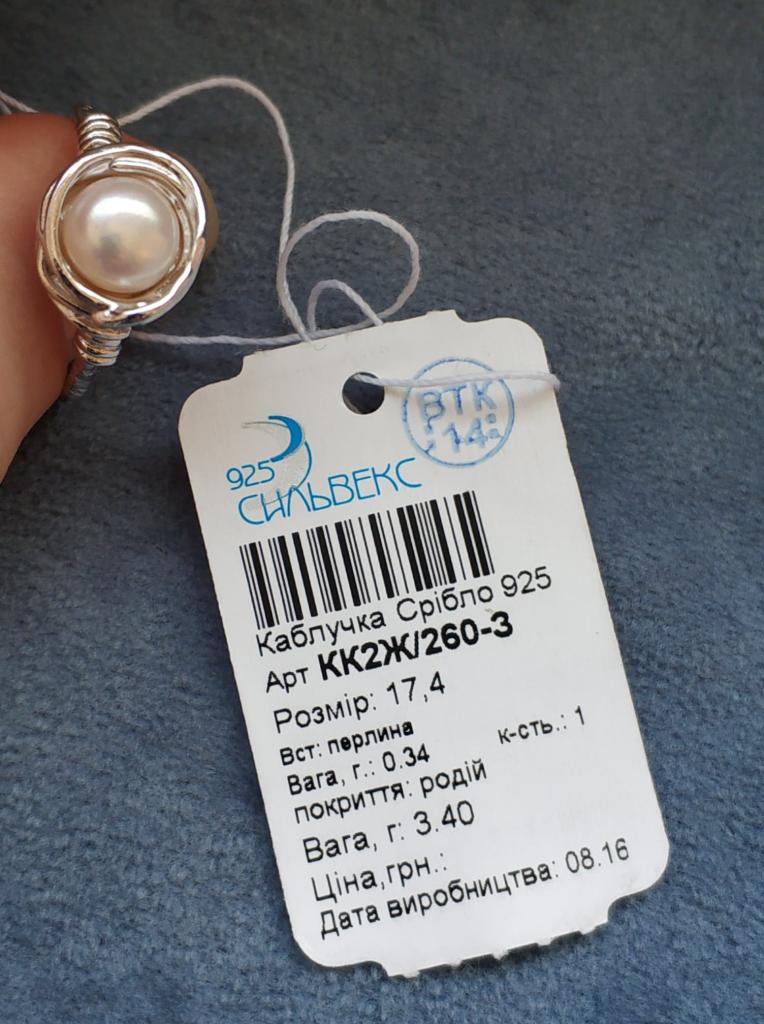 ВТК
14
925
СИЛЬВЕКС
Каблучка Срібло 925
Арт КК2Ж/260-3
Розмір: 17,4
Вст: перлина
Вага, г.: 0.34 к-сть.: 1
покриття: родій
Вага, г: 3.40
Ціна,грн.:
Дата виробництва: 08.16